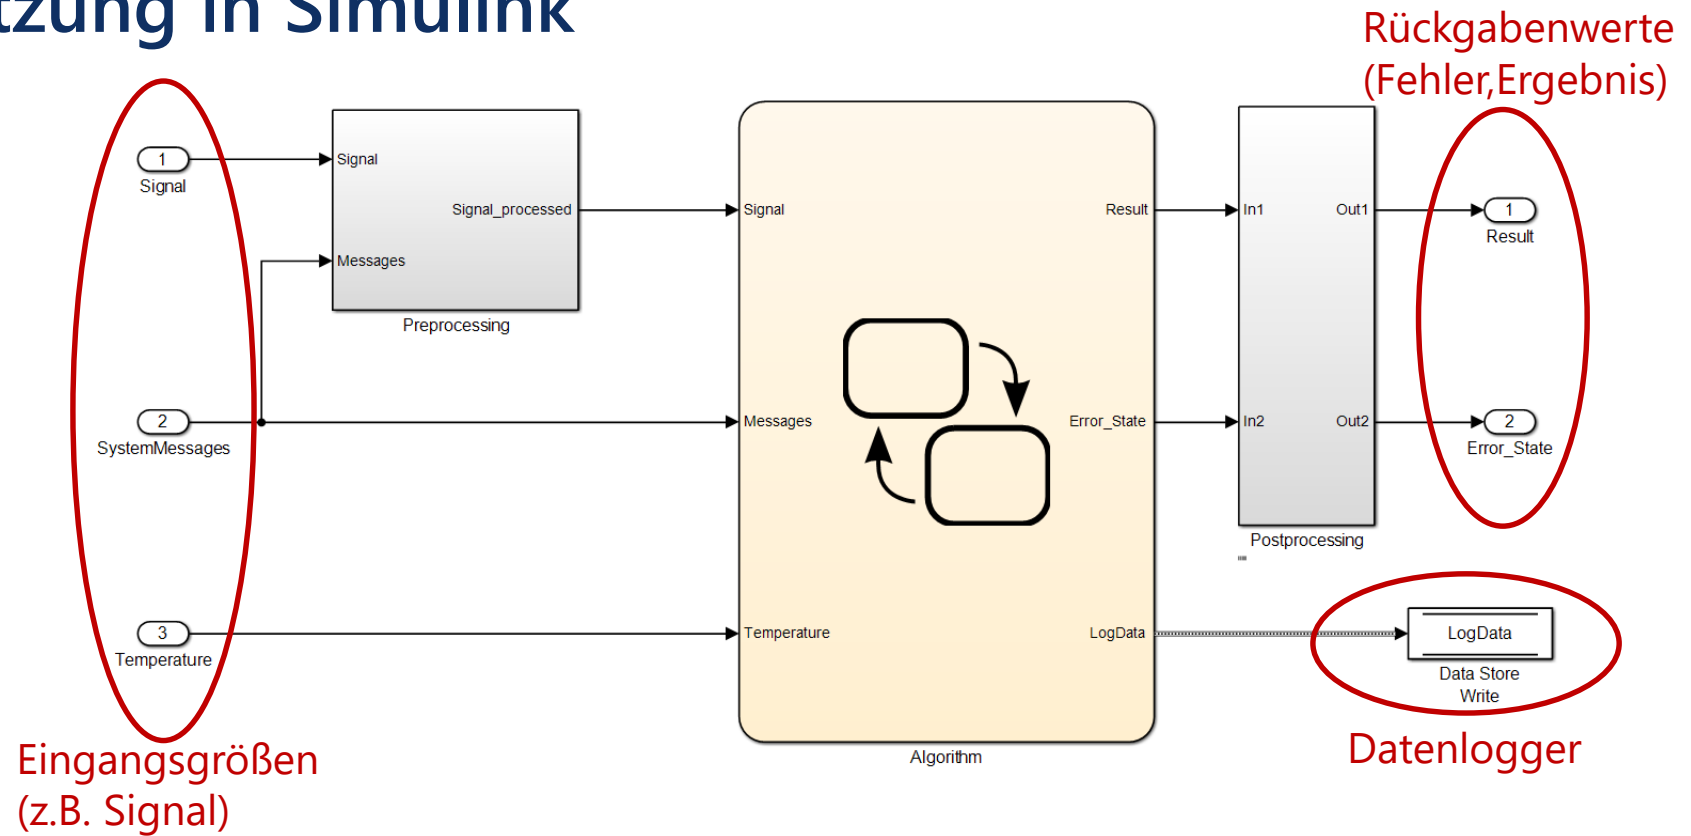 tzung in Simulink
Rückgabenwerte
(Fehler,Ergebnis)
1
Signal
Signal
Signal_processed
Messages
Preprocessing
2
SystemMessages
3
Temperature
Signal
Result
Messages
Error_State
Temperature
LogData
Algorithm
In1
Out1
In2
Out2
Postprocessing
1
Result
2
Error_State
LogData
Data Store
Write
Datenlogger
Eingangsgrößen
(z.B. Signal)